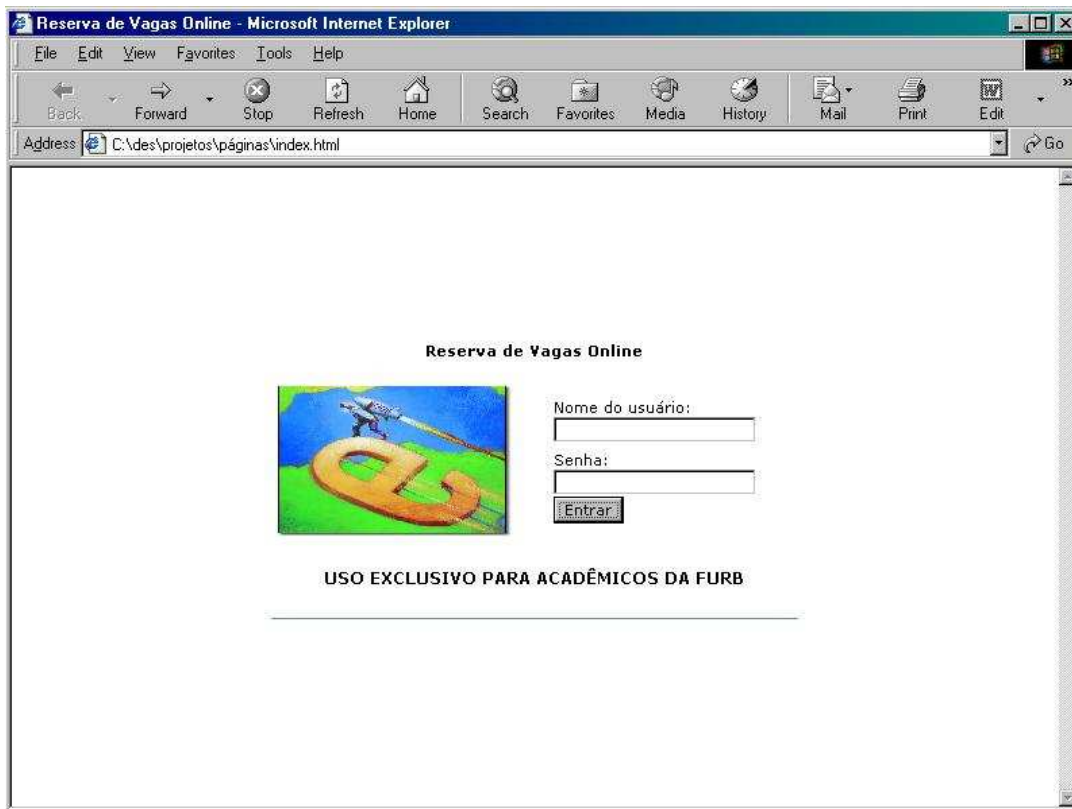 Reserva de Vagas Online - Microsoft Internet Explorer
File Edit View Favorites Tools Help
Back Forward Stop Refresh Home Search Favorites Media History Mail Print Edit »
Address C:\des\projetos\páginas\index.html Go
Reserva de Vagas Online
Nome do usuário:
Senha:
Entrar
USO EXCLUSIVO PARA ACADÊMICOS DA FURB